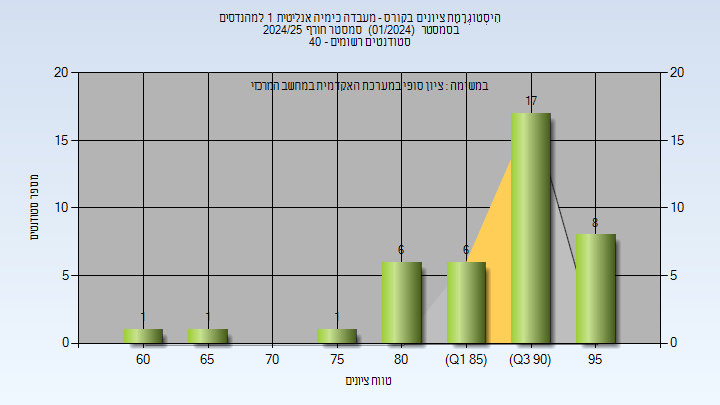 היסטוגרמת ציונים בקורס - מעבדה כימיה אנליטית 1 למהנדסים
בסמסטר (01/2024) סמסטר חורף 2024/25
סטודנטים רשומים - 40
במשימה : ציון סופי במערכת האקדמית במחשב המרכזי
20 20
15 15
10 10
5 5
0 0
1 1 1 6 6 17 8
60 65 70 75 80 (Q1 85) (Q3 90) 95
מספר סטודנטים
טווח ציונים